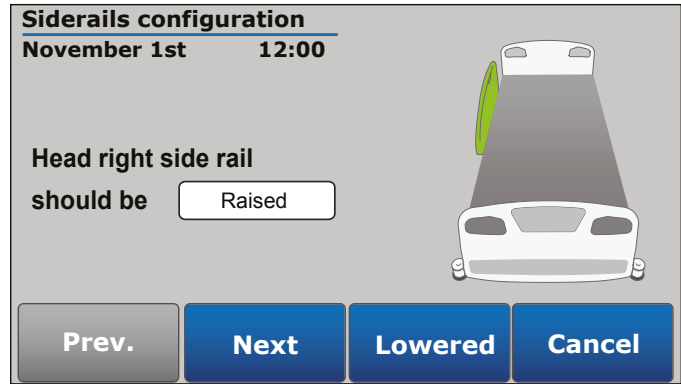 Siderails configuration
November 1st 12:00
Head right side rail
should be Raised
Prev. Next Lowered Cancel